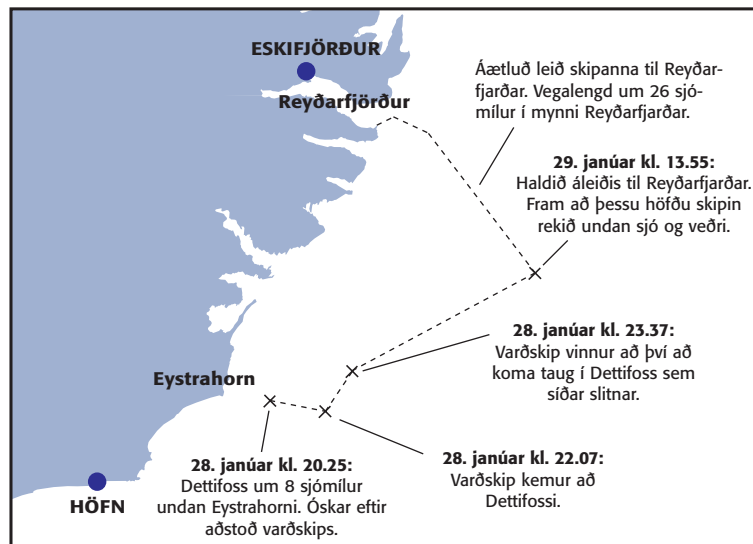 ESKIFJÖRÐUR
Reyðarfjörður
Áætluð leið skipanna til Reyðar-
fjarðar. Vegalengd um 26 sjó-
mílur í mynni Reyðarfjarðar.
29. janúar kl. 13.55:
Haldið áleiðis til Reyðarfjarðar.
Fram að þessu höfðu skipin
rekið undan sjó og veðri.
28. janúar kl. 23.37:
Varðskip vinnur að því að
koma taug í Dettifoss sem
síðar slitnar.
Eystrahorn
28. janúar kl. 20.25:
Dettifoss um 8 sjómílur
undan Eystrahorni. Óskar eftir
aðstoð varðskips.
28. janúar kl. 22.07:
Varðskip kemur að
Dettifossi.
HÖFN